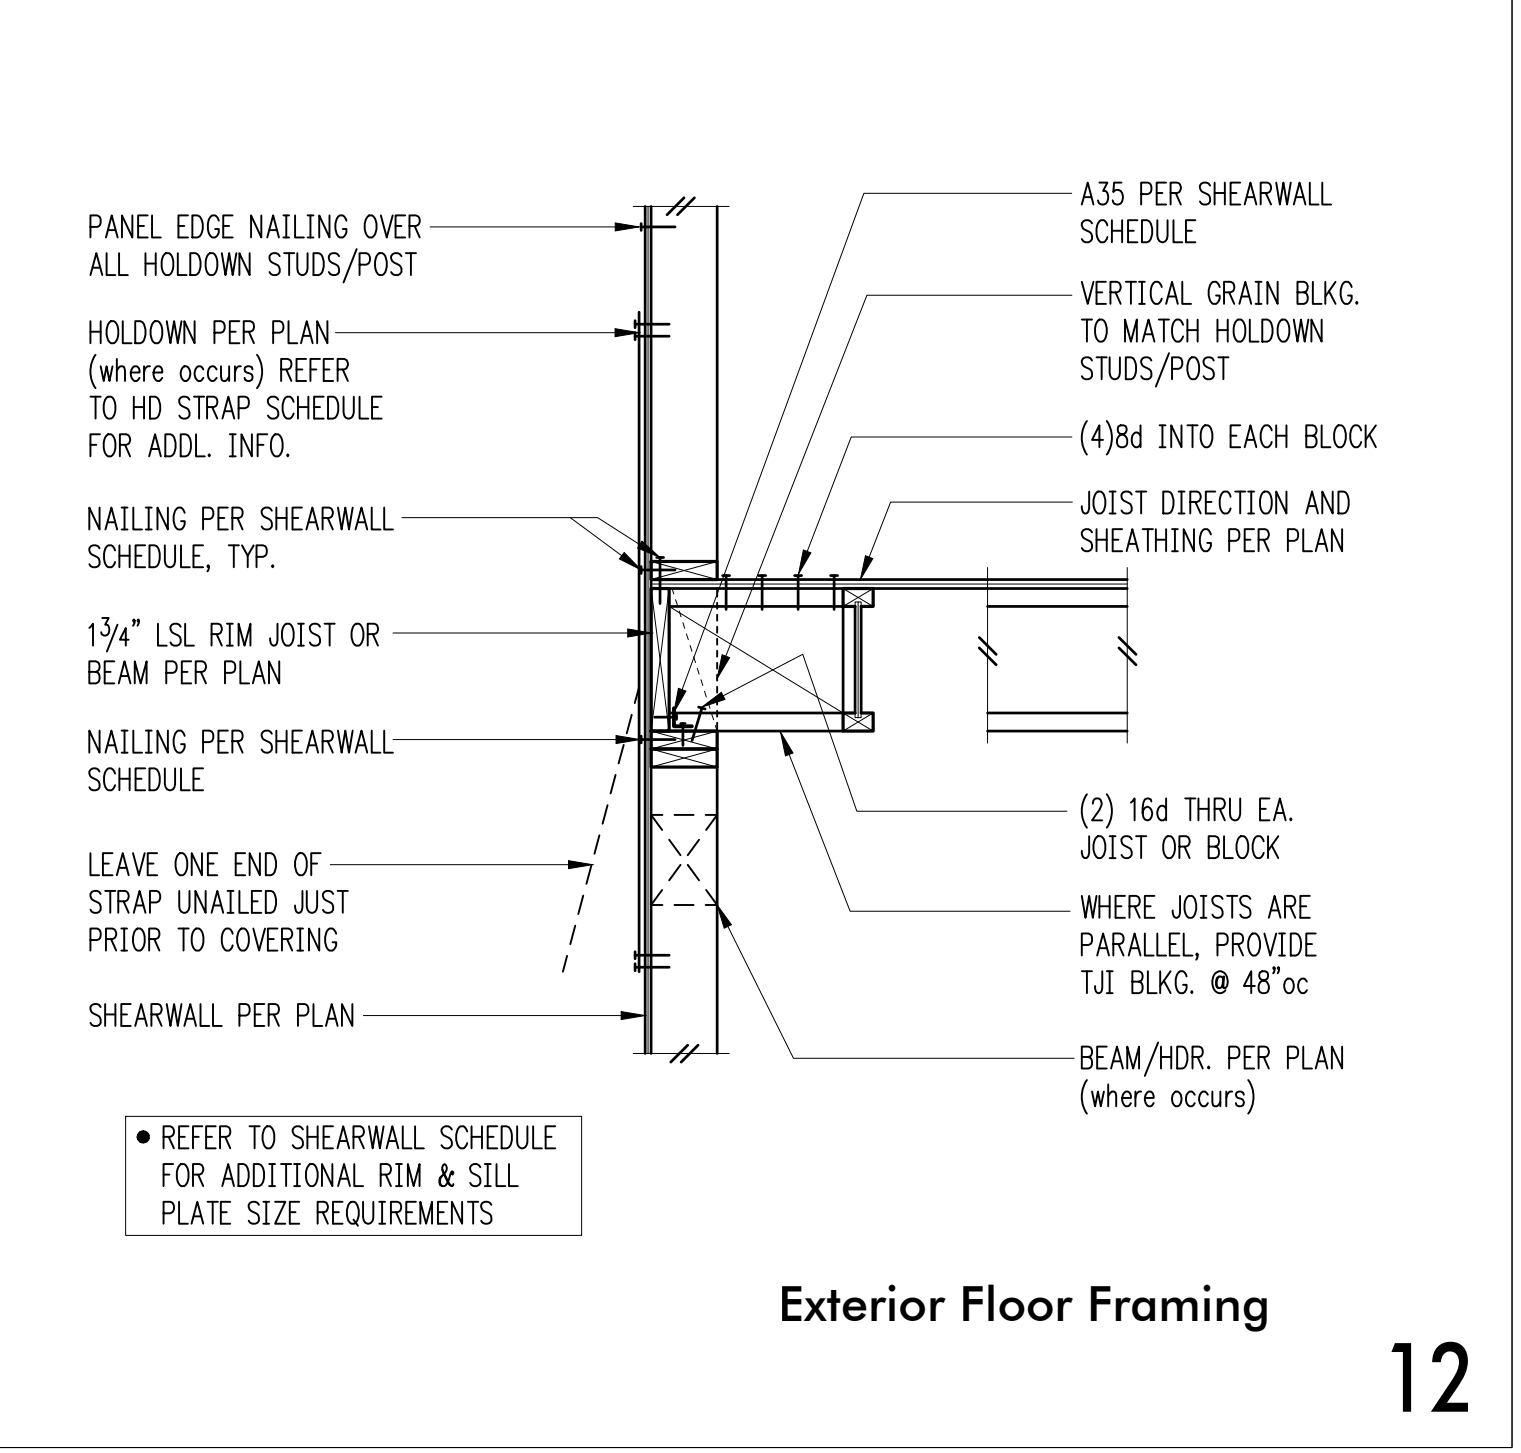 PANEL EDGE NAILING OVER
ALL HOLDOWN STUDS/POST
HOLDOWN PER PLAN
(where occurs) REFER
TO HD STRAP SCHEDULE
FOR ADDL. INFO.
NAILING PER SHEARWALL
SCHEDULE, TYP.
1 3/4" LSL RIM JOIST OR
BEAM PER PLAN
NAILING PER SHEARWALL
SCHEDULE
LEAVE ONE END OF
STRAP UNAILED JUST
PRIOR TO COVERING
SHEARWALL PER PLAN
A35 PER SHEARWALL
SCHEDULE
VERTICAL GRAIN BLKG.
TO MATCH HOLDOWN
STUDS/POST
(4)8d INTO EACH BLOCK
JOIST DIRECTION AND
SHEATHING PER PLAN
(2) 16d THRU EA.
JOIST OR BLOCK
WHERE JOISTS ARE
PARALLEL, PROVIDE
TJI BLKG. @ 48"oc
BEAM/HDR. PER PLAN
(where occurs)
● REFER TO SHEARWALL SCHEDULE
FOR ADDITIONAL RIM & SILL
PLATE SIZE REQUIREMENTS
Exterior Floor Framing
12